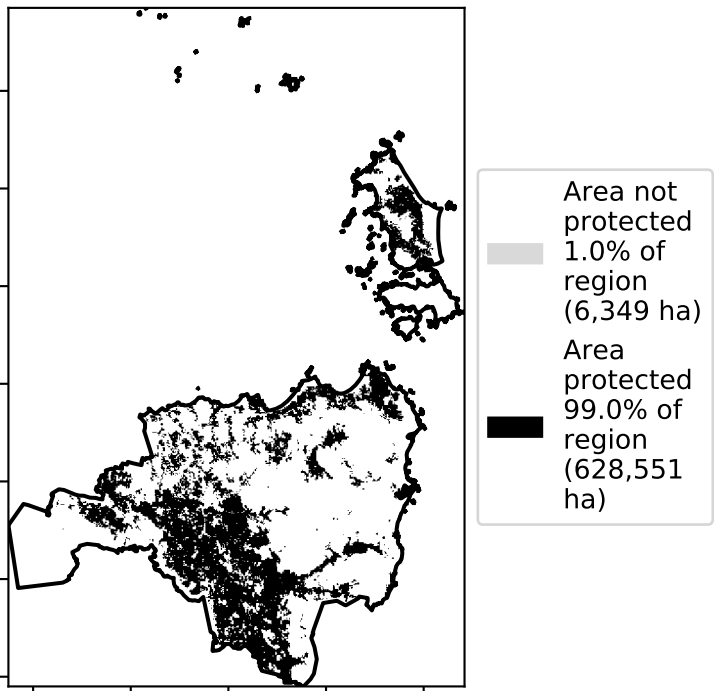 Area not
protected
1.0% of
region
(6,349 ha)
Area
protected
99.0% of
region
(628,551
ha)